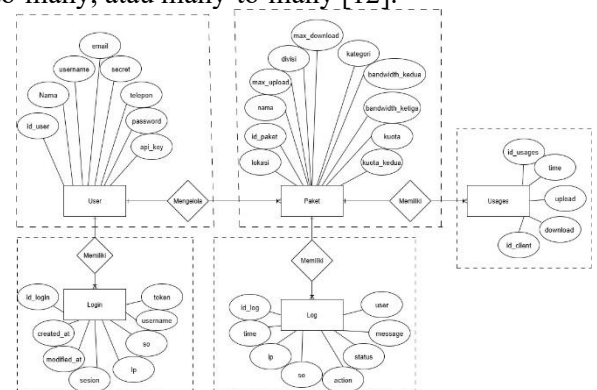 to-many, atau many-to-many [12].
email
username
secret
Nama
telepon
id_user
password
api_key
User
Mengelola
max_download
divisi
kategori
max_upload
bandwidth_kedua
nama
bandwidth_ketiga
id_paket
kuota
lokasi
kuota_kedua
Paket
Memiliki
id_usages
time
upload
download
id_client
Usages
Memiliki
id_login
token
Login
username
created_at
so
modified_at
ip
sesion
Memiliki
id_log
user
Log
time
message
ip
status
so
action